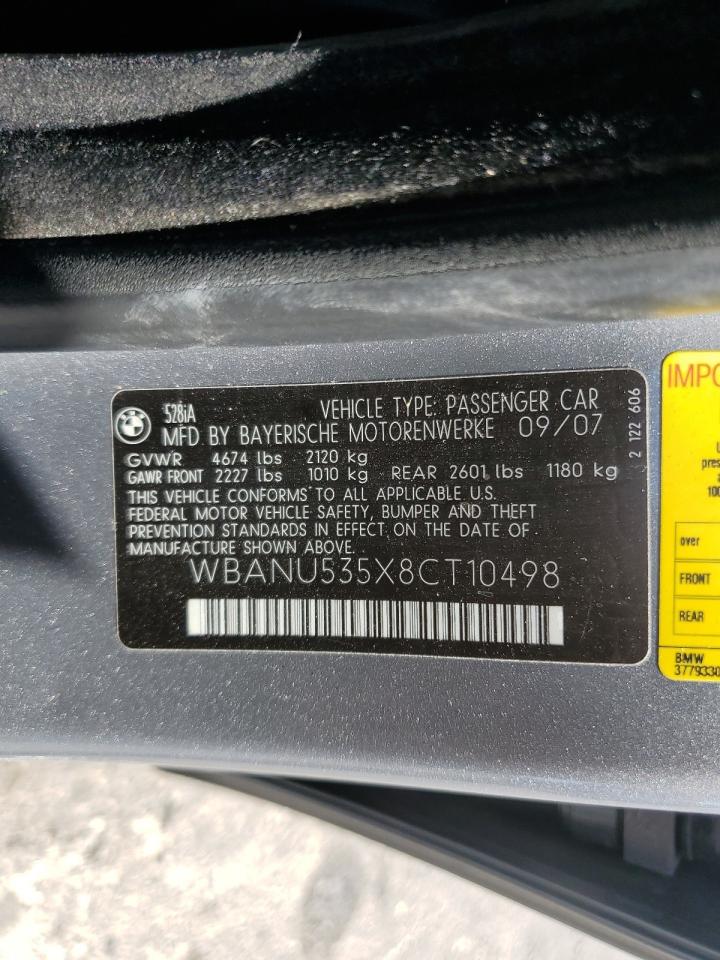 528iA VEHICLE TYPE: PASSENGER CAR
MFD BY BAYERISCHE MOTORENWERKE 09/07
GVWR 4674 lbs 2120 kg
GAWR FRONT 2227 lbs 1010 kg REAR 2601 lbs 1180 kg
THIS VEHICLE CONFORMS TO ALL APPLICABLE U.S.
FEDERAL MOTOR VEHICLE SAFETY, BUMPER AND THEFT
PREVENTION STANDARDS IN EFFECT ON THE DATE OF
MANUFACTURE SHOWN ABOVE.
WBANU535X8CT10498
2 122 606
IMPO
pres
100
over
FRONT
REAR
BMW
3779330